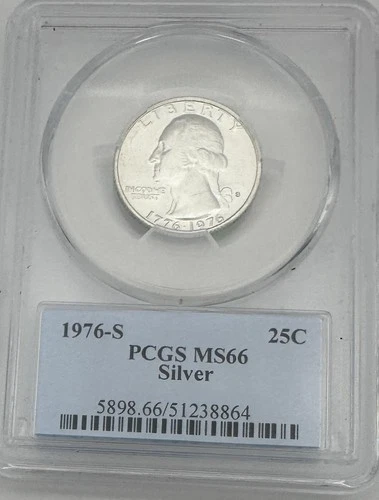 LIBERTY
IN GOD WE
TRUST
S
1776-1976
1976-S 25C
PCGS MS66
Silver
5898.66/51238864